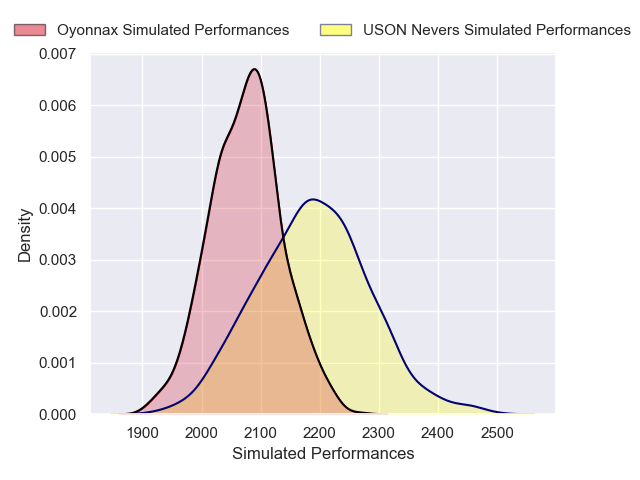 Oyonnax Simulated Performances
USON Nevers Simulated Performances
0.007
0.006
0.005
0.004
0.003
0.002
0.001
0.000
Density
1900 2000 2100 2200 2300 2400 2500
Simulated Performances